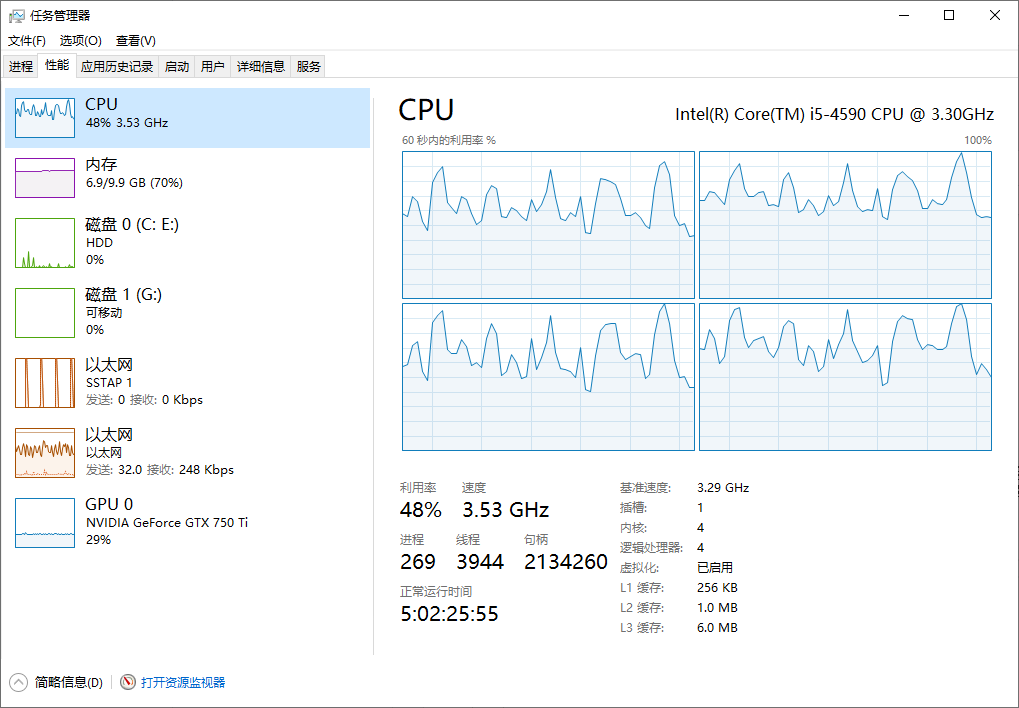 任务管理器
文件(F) 选项(O) 查看(V)
进程 性能 应用历史记录 启动 用户 详细信息 服务
CPU
48% 3.53 GHz
内存
6.9/9.9 GB (70%)
磁盘 0 (C: E:)
HDD
0%
磁盘 1 (G:)
可移动
0%
以太网
SSTAP 1
发送: 0 接收: 0 Kbps
以太网
以太网
发送: 32.0 接收: 248 Kbps
GPU 0
NVIDIA GeForce GTX 750 Ti
29%
CPU
Intel(R) Core(TM) i5-4590 CPU @ 3.30GHz
60 秒内的利用率 %
100%
利用率 速度
48% 3.53 GHz
进程 线程 句柄
269 3944 2134260
正常运行时间
5:02:25:55
基准速度: 3.29 GHz
插槽: 1
内核: 4
逻辑处理器: 4
虚拟化: 已启用
L1 缓存: 256 KB
L2 缓存: 1.0 MB
L3 缓存: 6.0 MB
简略信息(D) 打开资源监视器